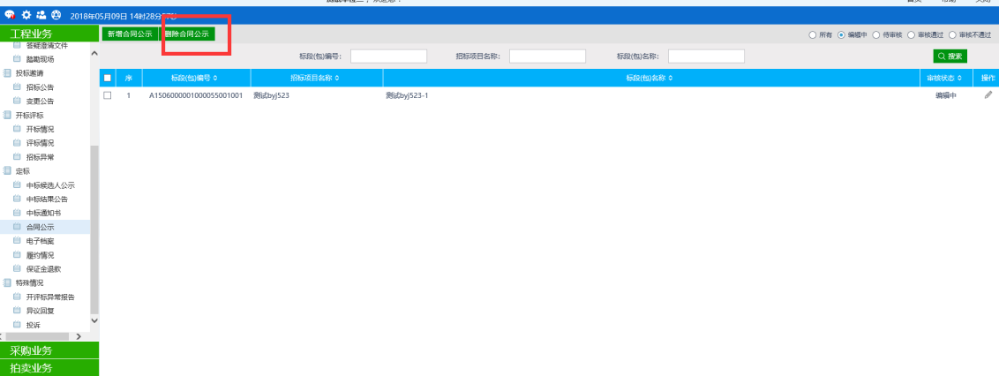 首页 帮助 关闭
2018年05月09日 14时28分57秒
工程业务
新增合同公示 删除合同公示
所有 编辑中 待审核 审核通过 审核不通过
标段(包)编号： 招标项目名称： 标段(包)名称： 搜索
序 标段(包)编号 招标项目名称 标段(包)名称 审核状态 操作
1 A1506000001000055001001 测试byj523 测试byj523-1 编辑中
答疑澄清文件
踏勘现场
投标邀请
招标公告
变更公告
开标评标
开标情况
评标情况
招标异常
定标
中标候选人公示
中标结果公告
中标通知书
合同公示
电子档案
履约情况
保证金退款
特殊情况
开评标异常报告
异议回复
投诉
采购业务
拍卖业务